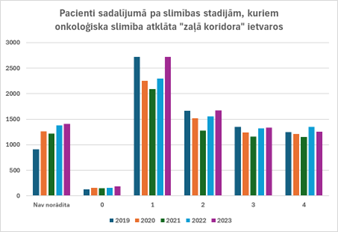 Pacienti sadalījumā pa slimības stadijām, kuriem
onkoloģiska slimība atklāta "zaļā koridora" ietvaros
3000
2500
2000
1500
1000
500
0
Nav norādīta 0 1 2 3 4
2019 2020 2021 2022 2023